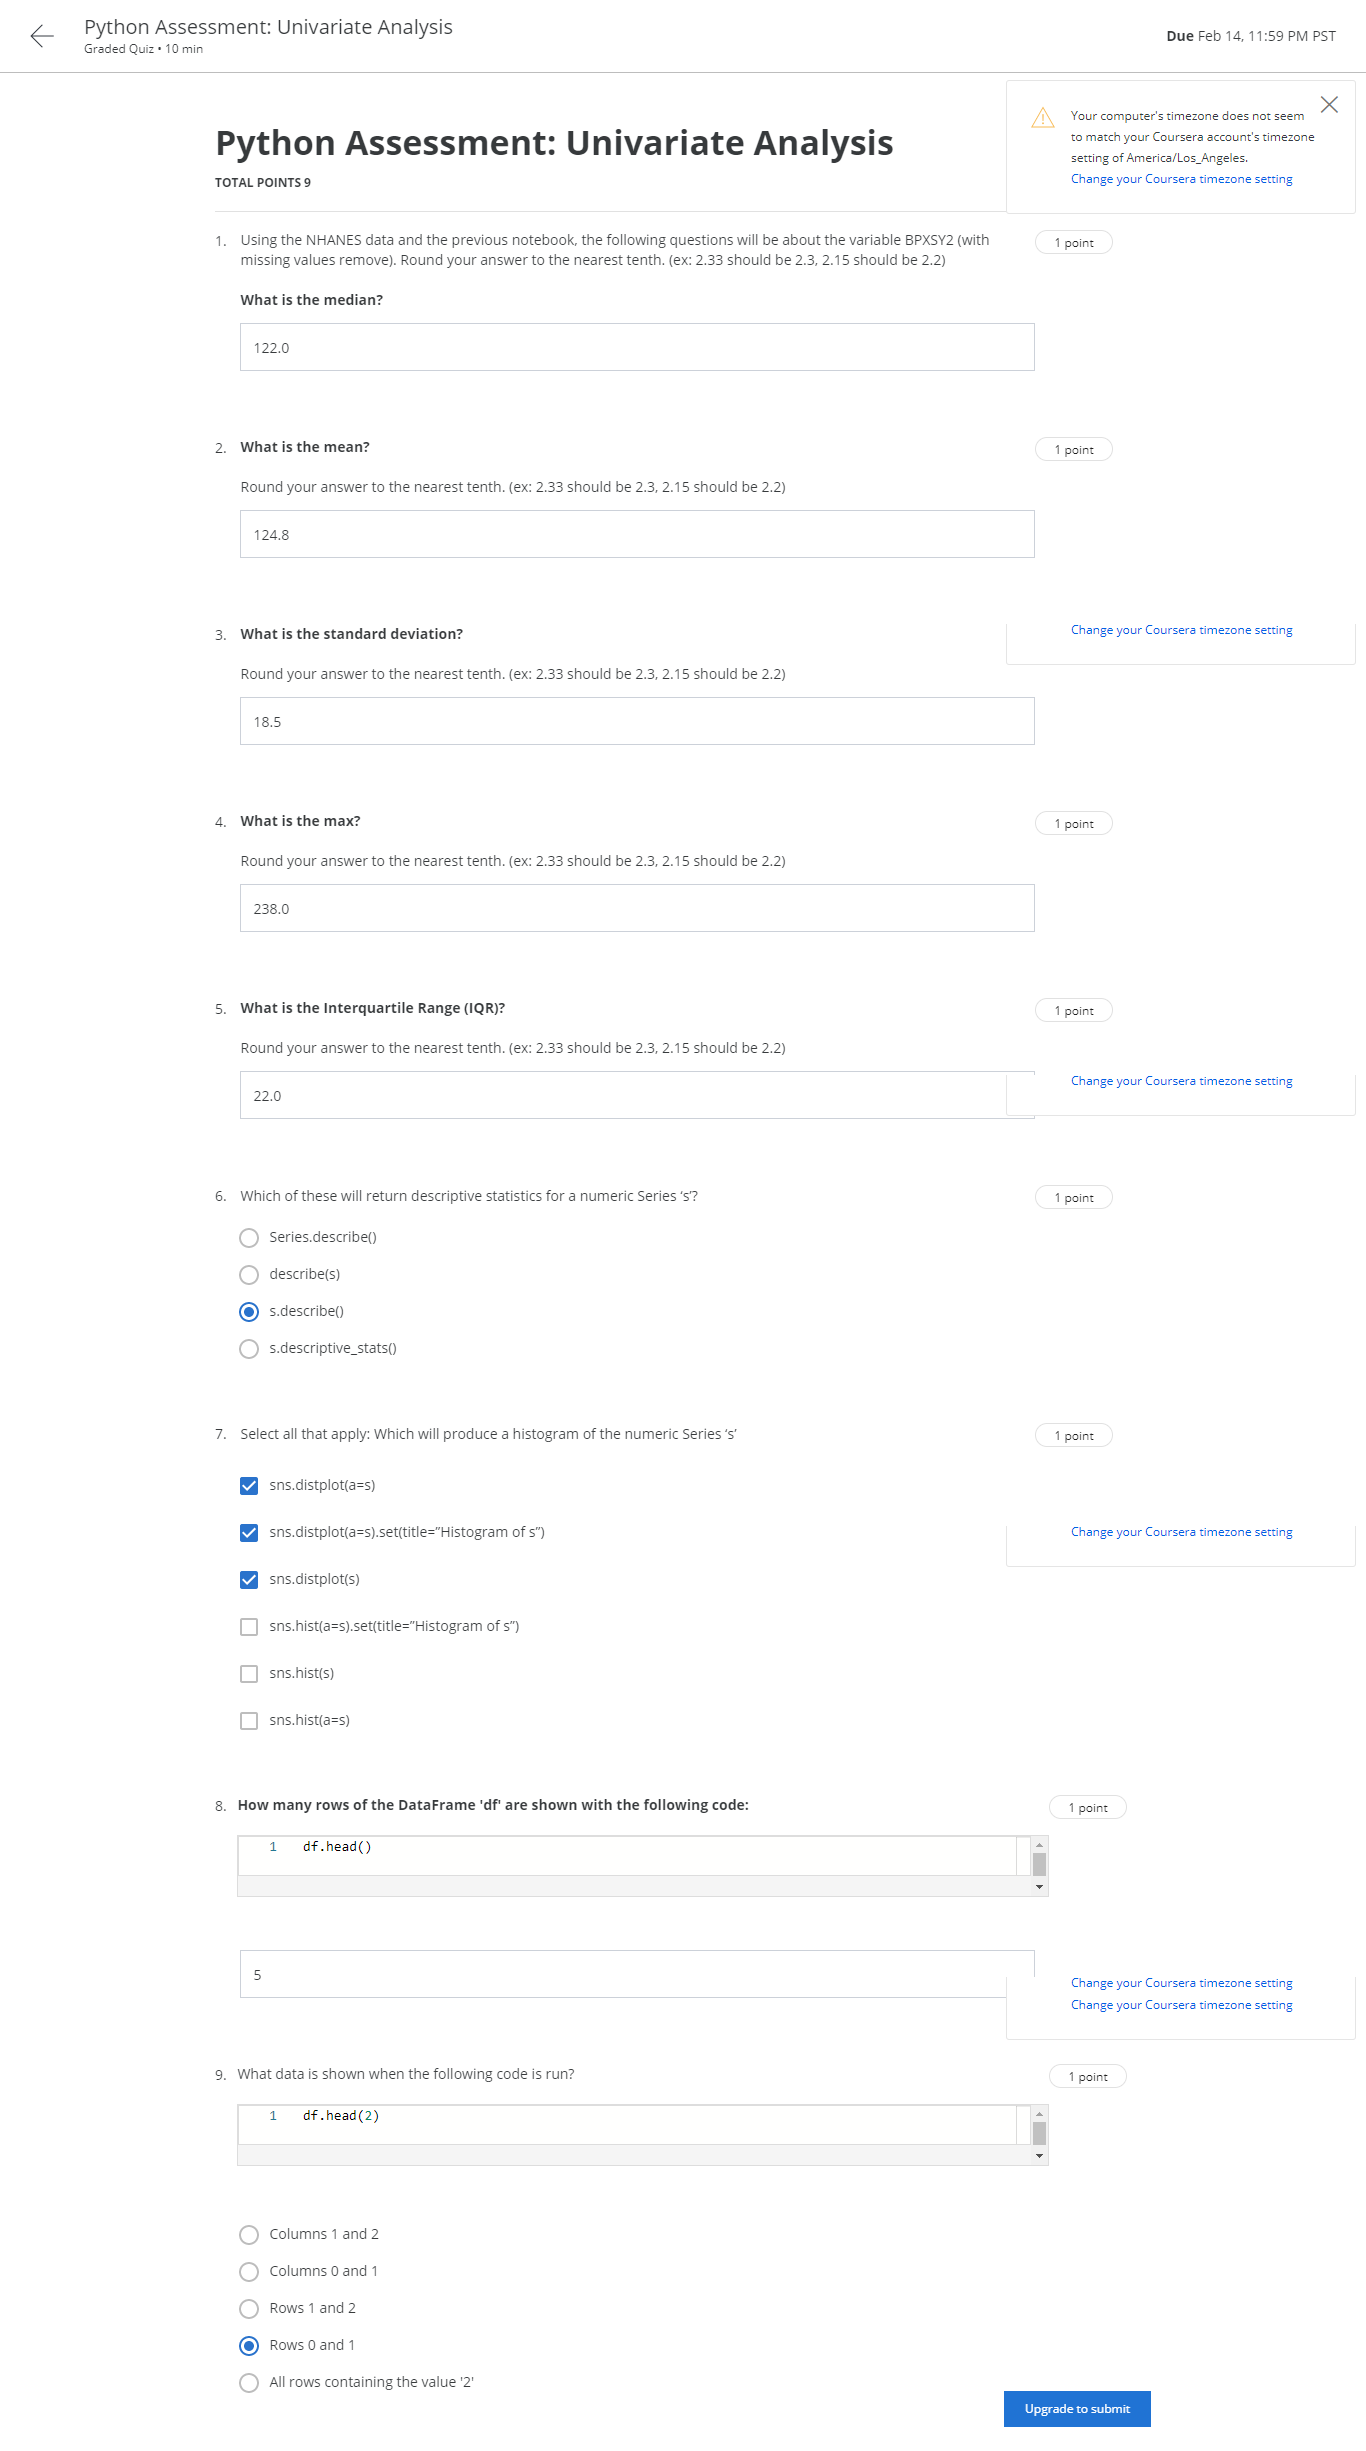 Python Assessment: Univariate Analysis
Graded Quiz • 10 min
Due Feb 14, 11:59 PM PST
Your computer's timezone does not seem
to match your Coursera account's timezone
setting of America/Los_Angeles.
Change your Coursera timezone setting
Python Assessment: Univariate Analysis
TOTAL POINTS 9
1. Using the NHANES data and the previous notebook, the following questions will be about the variable BPXSY2 (with
missing values remove). Round your answer to the nearest tenth. (ex: 2.33 should be 2.3, 2.15 should be 2.2)
1 point
What is the median?
122.0
2. What is the mean?
1 point
Round your answer to the nearest tenth. (ex: 2.33 should be 2.3, 2.15 should be 2.2)
124.8
3. What is the standard deviation?
Change your Coursera timezone setting
Round your answer to the nearest tenth. (ex: 2.33 should be 2.3, 2.15 should be 2.2)
18.5
4. What is the max?
1 point
Round your answer to the nearest tenth. (ex: 2.33 should be 2.3, 2.15 should be 2.2)
238.0
5. What is the Interquartile Range (IQR)?
1 point
Round your answer to the nearest tenth. (ex: 2.33 should be 2.3, 2.15 should be 2.2)
Change your Coursera timezone setting
22.0
6. Which of these will return descriptive statistics for a numeric Series ‘s’?
1 point
Series.describe()
describe(s)
s.describe()
s.descriptive_stats()
7. Select all that apply: Which will produce a histogram of the numeric Series ‘s’
1 point
sns.distplot(a=s)
sns.distplot(a=s).set(title=”Histogram of s”)
Change your Coursera timezone setting
sns.distplot(s)
sns.hist(a=s).set(title=”Histogram of s”)
sns.hist(s)
sns.hist(a=s)
8. How many rows of the DataFrame 'df' are shown with the following code:
1 point
1 df.head()
5
Change your Coursera timezone setting
Change your Coursera timezone setting
9. What data is shown when the following code is run?
1 point
1 df.head(2)
Columns 1 and 2
Columns 0 and 1
Rows 1 and 2
Rows 0 and 1
All rows containing the value '2'
Upgrade to submit